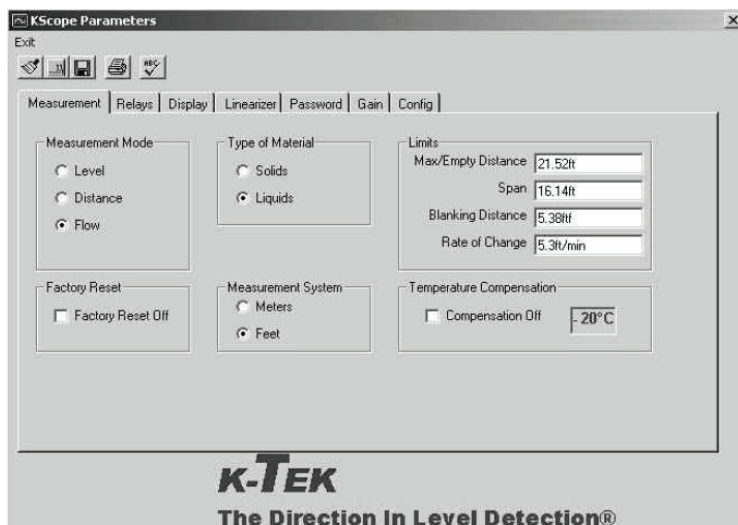 KScope Parameters
Exit
ABC
Measurement Relays Display Linearizer Password Gain Config
Measurement Mode
Level
Distance
Flow
Type of Material
Solids
Liquids
Limits
Max/Empty Distance 21.52ft
Span 16.14ft
Blanking Distance 5.38ftf
Rate of Change 5.3ft/min
Factory Reset
Factory Reset Off
Measurement System
Meters
Feet
Temperature Compensation
Compensation Off - 20°C
K-TEK
The Direction In Level Detection®